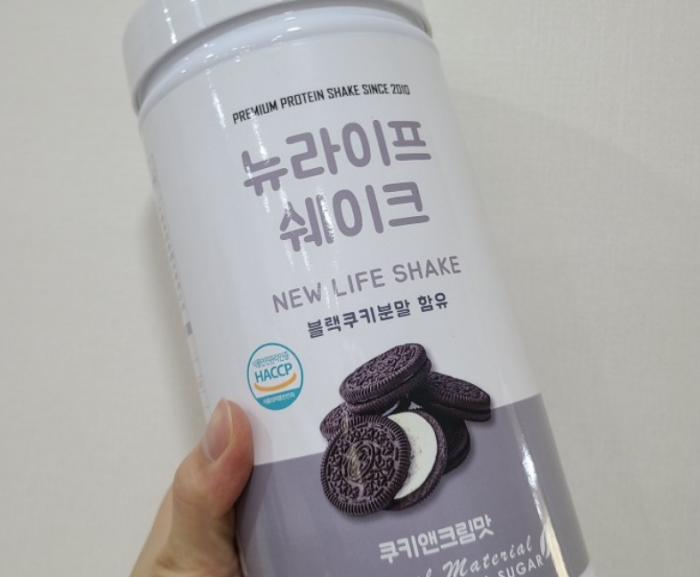 PREMIUM PROTEIN SHAKE SINCE 2010
뉴라이프
쉐이크
NEW LIFE SHAKE
블랙쿠키분말 함유
HACCP
쿠키앤크림맛
Material
SUGAR